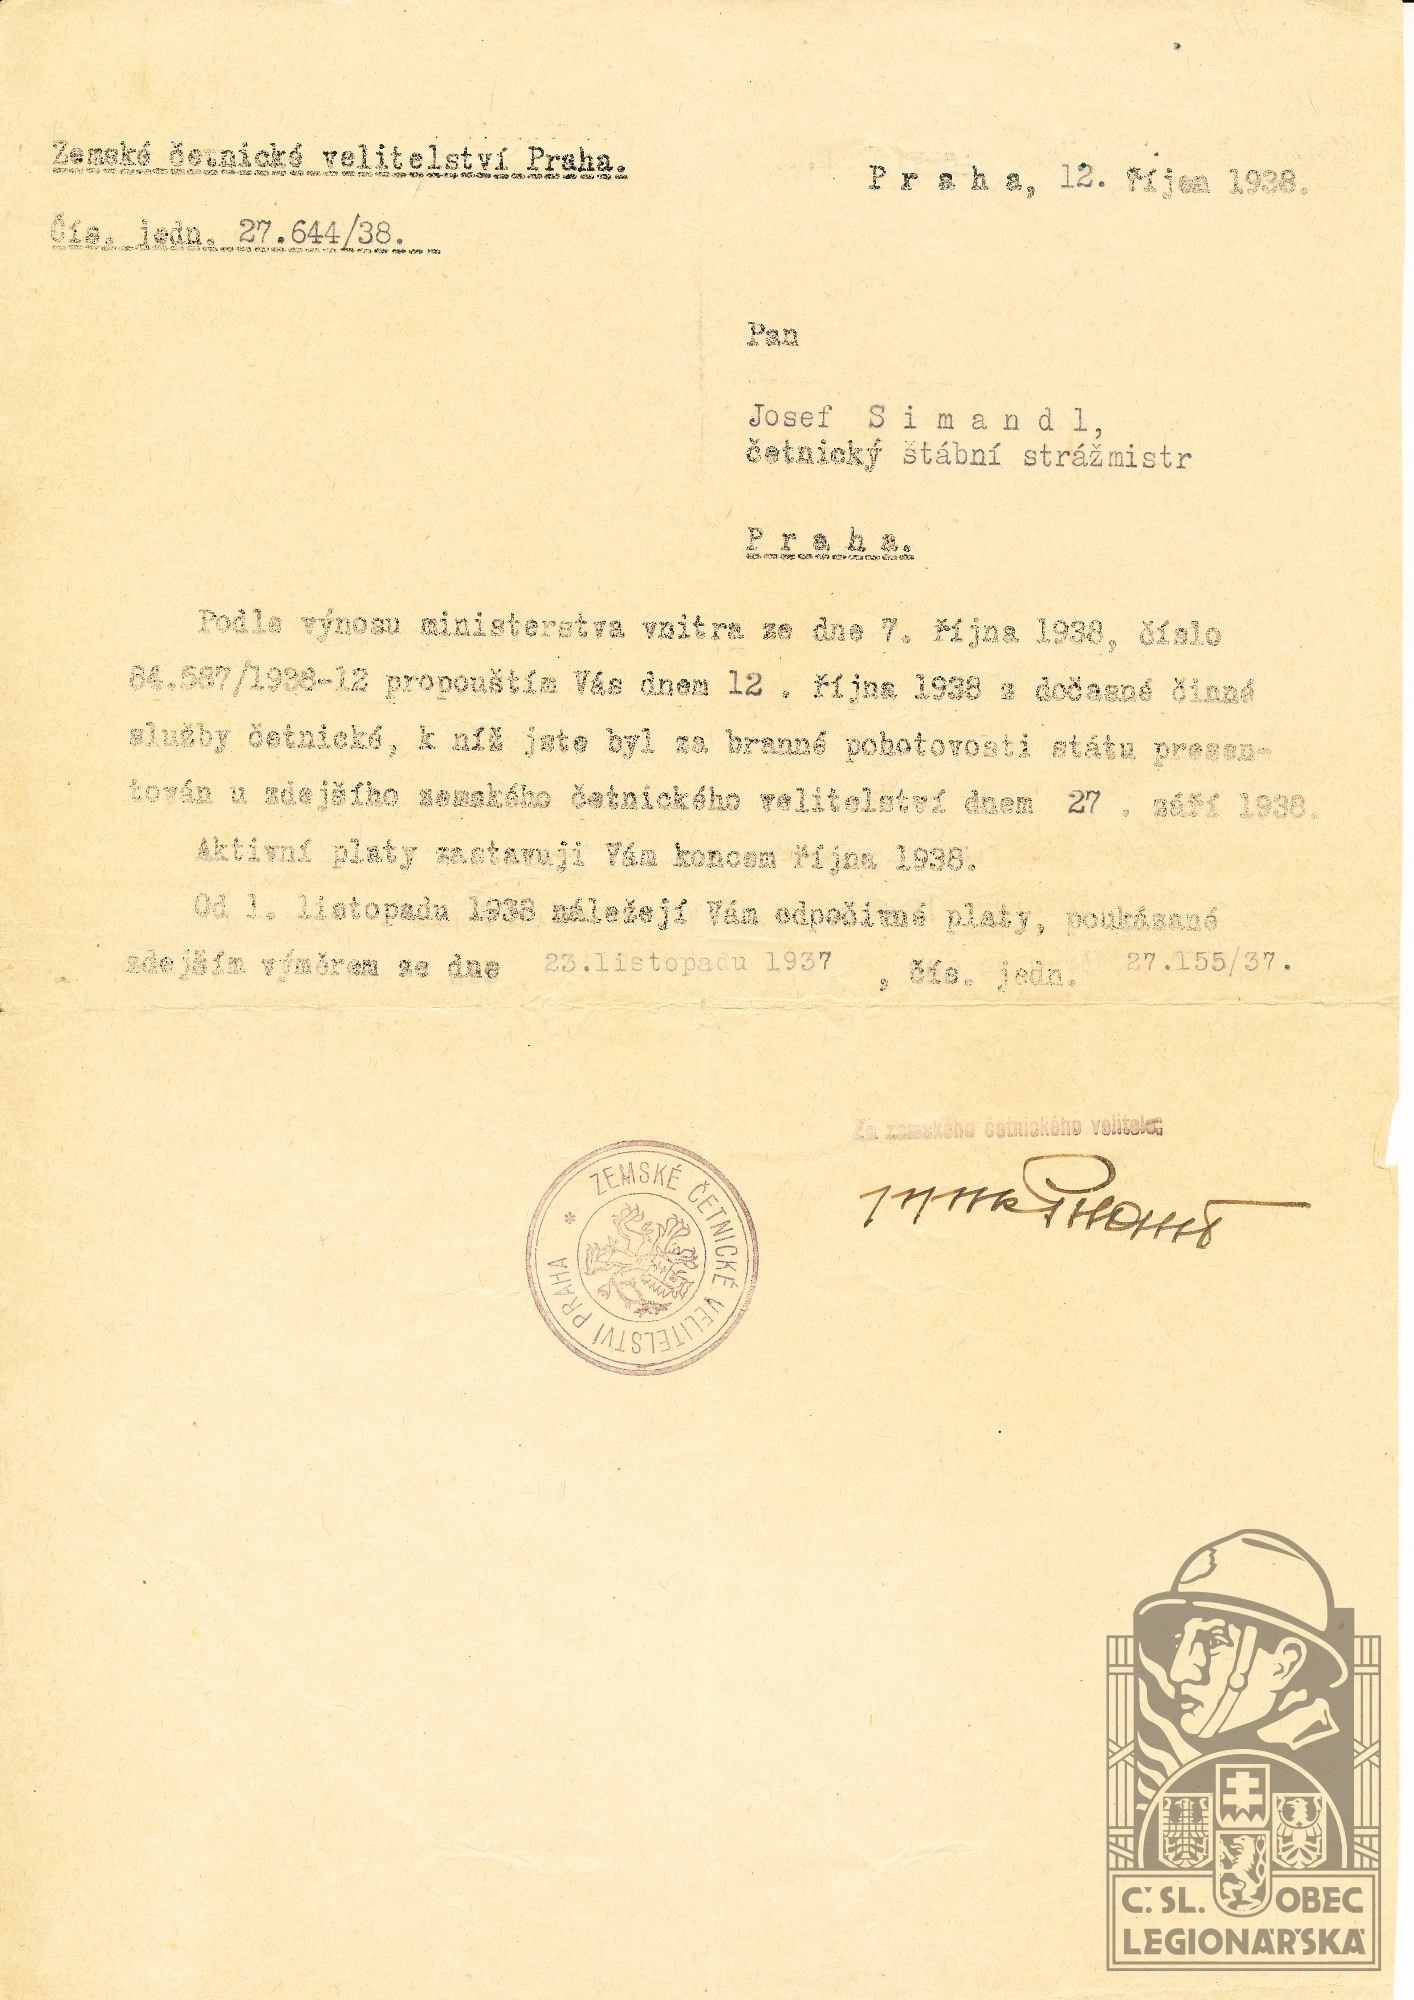 Zemské četnické velitelství Praha.
Praha, 12. říjen 1938.
Čís. jedn. 27.644/38.
Pan
Josef Simandl,
četnický štábní strážmistr
Praha.
Podle výnosu ministerstva vnitra ze dne 7. října 1938, číslo
84.587/1938-12 propouštím Vás dnem 12 . října 1938 z dočasné činné
služby četnické, k níž jste byl za branné pohotovosti státu presen-
tován u zdejšího zemského četnického velitelství dnem 27 . září 1938.
Aktivní platy zastavuji Vám koncem října 1938.
Od 1. listopadu 1938 náležejí Vám odpočivné platy, poukázané
zdejším výměrem ze dne 23.listopadu 1937 , čís. jedn. 27.155/37.
Za zemského četnického velitele:
ZEMSKÉ ČETNICKÉ VELITELSTVÍ PRAHA *
Č.SL. OBEC
LEGIONÁŘSKÁ